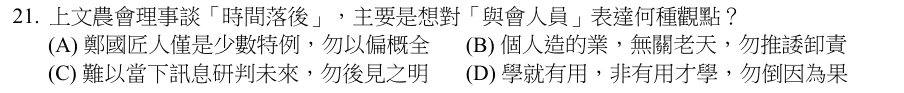 21. 上文農會理事談「時間落後」，主要是想對「與會人員」表達何種觀點？
(A) 鄭國匠人僅是少數特例，勿以偏概全　(B) 個人造的業，無關老天，勿推諉卸責
(C) 難以當下訊息研判未來，勿後見之明　(D) 學就有用，非有用才學，勿倒因為果